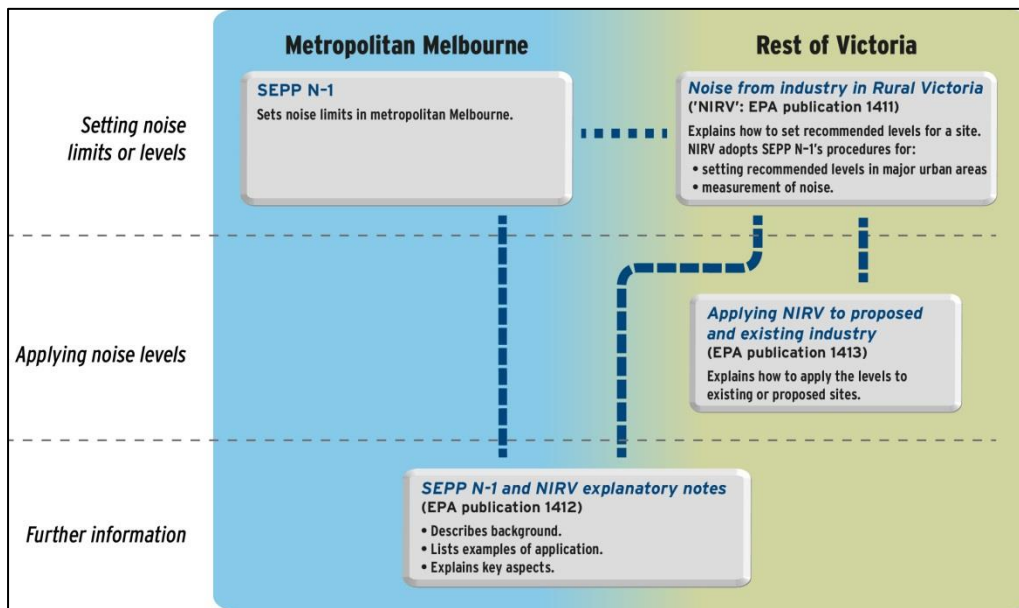 Metropolitan Melbourne
Rest of Victoria
Setting noise
limits or levels
SEPP N-1
Sets noise limits in metropolitan Melbourne.
Noise from industry in Rural Victoria
('NIRV': EPA publication 1411)
Explains how to set recommended levels for a site.
NIRV adopts SEPP N-1's procedures for:
• setting recommended levels in major urban areas
• measurement of noise.
Applying noise levels
Applying NIRV to proposed
and existing industry
(EPA publication 1413)
Explains how to apply the levels to
existing or proposed sites.
Further information
SEPP N-1 and NIRV explanatory notes
(EPA publication 1412)
• Describes background.
• Lists examples of application.
• Explains key aspects.